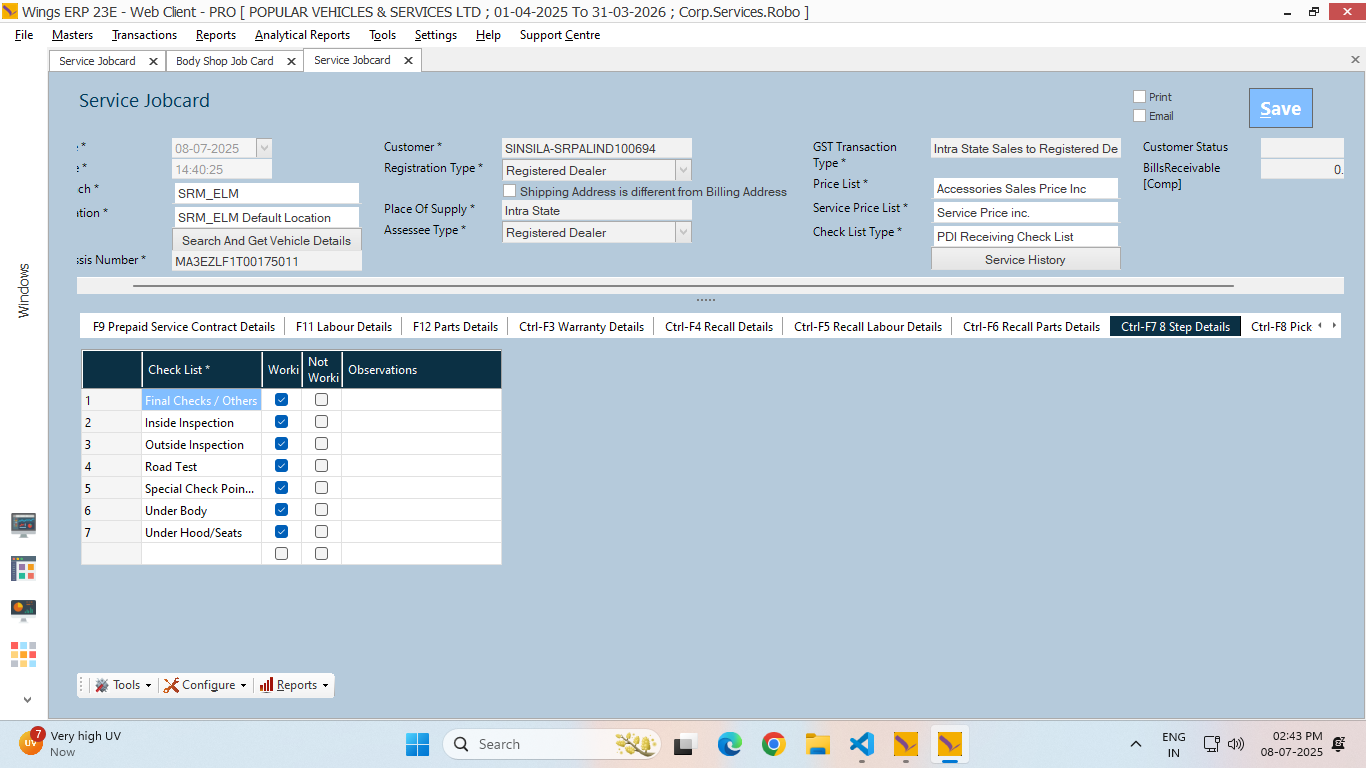 Wings ERP 23E - Web Client - PRO [ POPULAR VEHICLES & SERVICES LTD ; 01-04-2025 To 31-03-2026 ; Corp.Services.Robo ]
File Masters Transactions Reports Analytical Reports Tools Settings Help Support Centre
Service Jobcard Body Shop Job Card Service Jobcard
Service Jobcard
Print
Email
Save
08-07-2025
14:40:25
ch *
SRM_ELM
ation *
SRM_ELM Default Location
Search And Get Vehicle Details
ssis Number *
MA3EZLF1T00175011
Customer *
SINSILA-SRPALIND100694
Registration Type *
Registered Dealer
Shipping Address is different from Billing Address
Place Of Supply *
Intra State
Assessee Type *
Registered Dealer
GST Transaction
Type *
Intra State Sales to Registered De
Price List *
Accessories Sales Price Inc
Service Price List *
Service Price inc.
Check List Type *
PDI Receiving Check List
Service History
Customer Status
BillsReceivable
[Comp]
0.
Windows
F9 Prepaid Service Contract Details F11 Labour Details F12 Parts Details Ctrl-F3 Warranty Details Ctrl-F4 Recall Details Ctrl-F5 Recall Labour Details Ctrl-F6 Recall Parts Details Ctrl-F7 8 Step Details Ctrl-F8 Pick
Check List * Worki Not Worki Observations
1 Final Checks / Others
2 Inside Inspection
3 Outside Inspection
4 Road Test
5 Special Check Poin...
6 Under Body
7 Under Hood/Seats
Tools Configure Reports
7
UV
Very high UV
Now
Search
ENG
IN
02:43 PM
08-07-2025